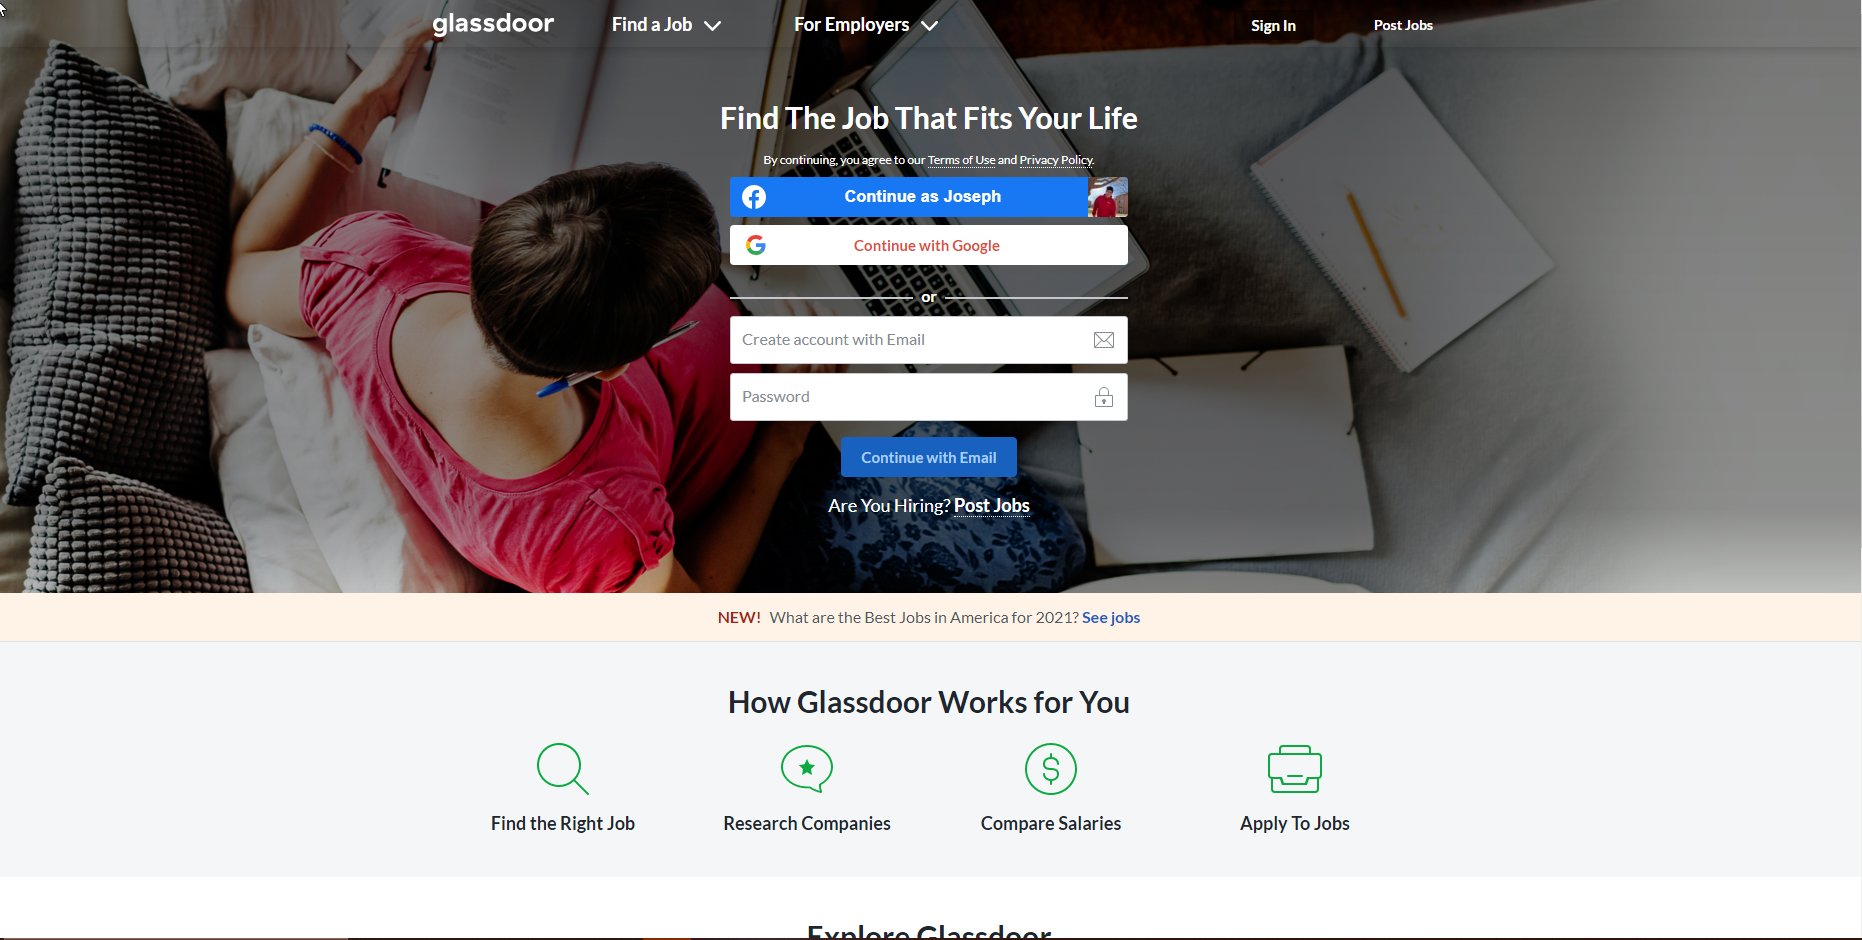 glassdoor
Find a Job
For Employers
Sign In
Post Jobs
Find The Job That Fits Your Life
By continuing, you agree to our Terms of Use and Privacy Policy.
Continue as Joseph
Continue with Google
or
Create account with Email
Password
Continue with Email
Are You Hiring? Post Jobs
NEW! What are the Best Jobs in America for 2021? See jobs
How Glassdoor Works for You
Find the Right Job
Research Companies
Compare Salaries
Apply To Jobs
Explore Glassdoor